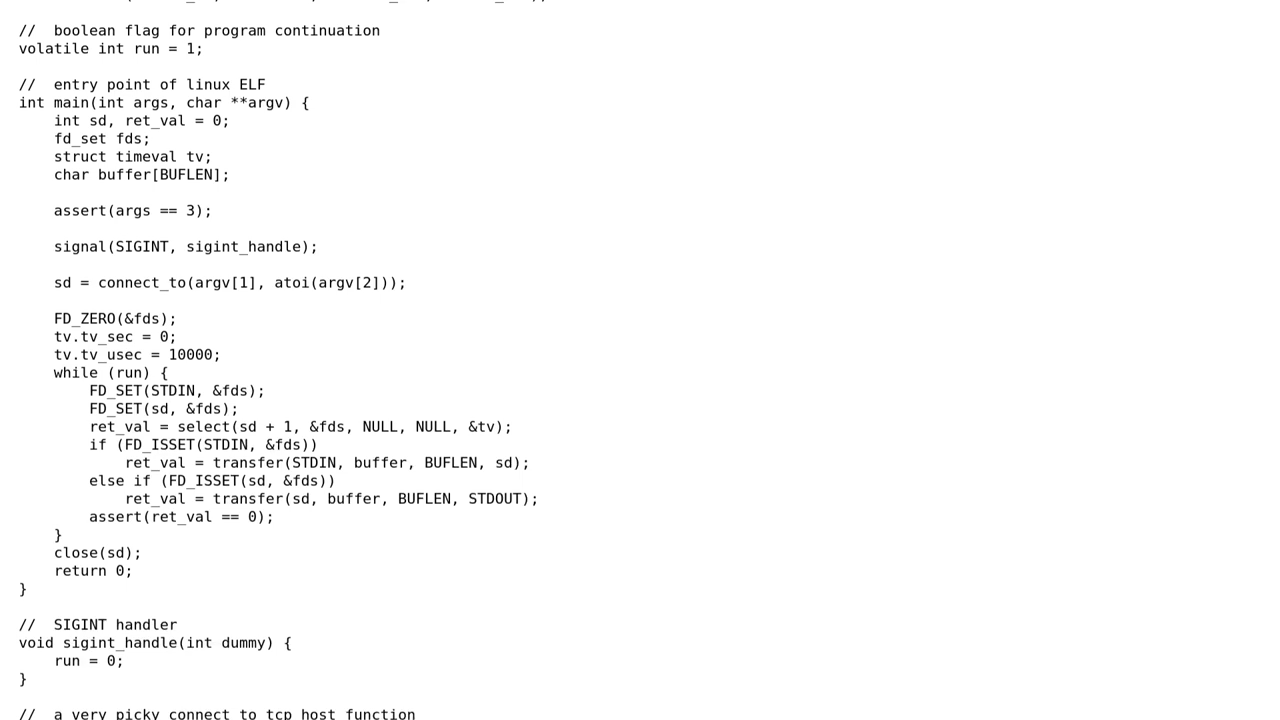 //  boolean flag for program continuation
volatile int run = 1;
//  entry point of linux ELF
int main(int args, char **argv) {
    int sd, ret_val = 0;
    fd_set fds;
    struct timeval tv;
    char buffer[BUFLEN];
    assert(args == 3);
    signal(SIGINT, sigint_handle);
    sd = connect_to(argv[1], atoi(argv[2]));
    FD_ZERO(&fds);
    tv.tv_sec = 0;
    tv.tv_usec = 10000;
    while (run) {
        FD_SET(STDIN, &fds);
        FD_SET(sd, &fds);
        ret_val = select(sd + 1, &fds, NULL, NULL, &tv);
        if (FD_ISSET(STDIN, &fds))
            ret_val = transfer(STDIN, buffer, BUFLEN, sd);
        else if (FD_ISSET(sd, &fds))
            ret_val = transfer(sd, buffer, BUFLEN, STDOUT);
        assert(ret_val == 0);
    }
    close(sd);
    return 0;
}
//  SIGINT handler
void sigint_handle(int dummy) {
    run = 0;
}
//  a very picky connect to tcp host function